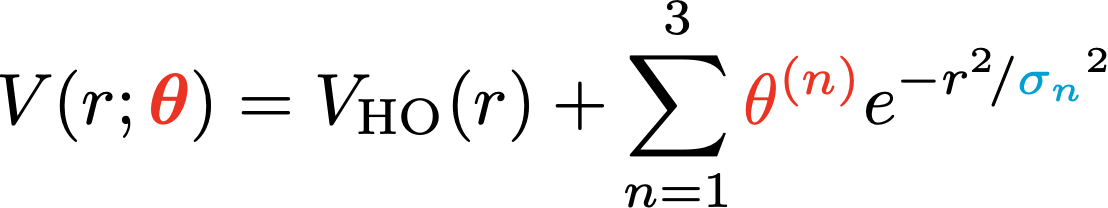 V(r; θ) = V_HO(r) + ∑_{n=1}^{3} θ^{(n)} e^{-r^2/σ_n^2}